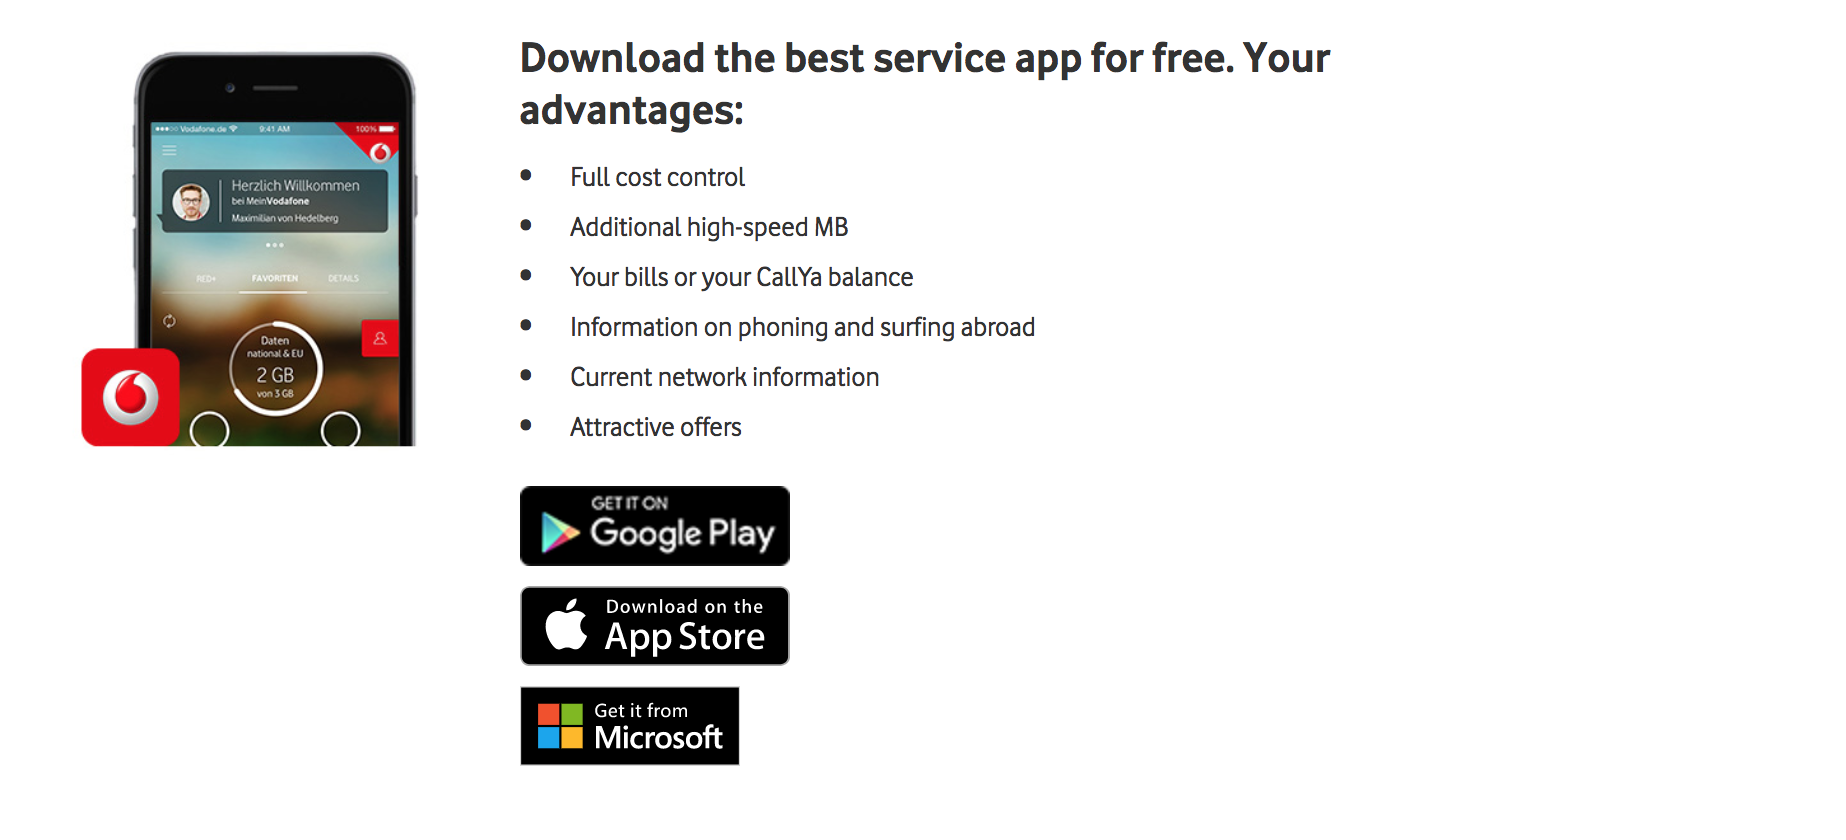 Download the best service app for free. Your
advantages:
• Full cost control
• Additional high-speed MB
• Your bills or your CallYa balance
• Information on phoning and surfing abroad
• Current network information
• Attractive offers
GET IT ON
Google Play
Download on the
App Store
Get it from
Microsoft
Vodafone.de 9:41 AM 100%
Herzlich Willkommen
bei MeinVodafone
Maximilian von Hedelberg
RED+ FAVORITEN DETAILS
Daten
national & EU
2 GB
von 3 GB